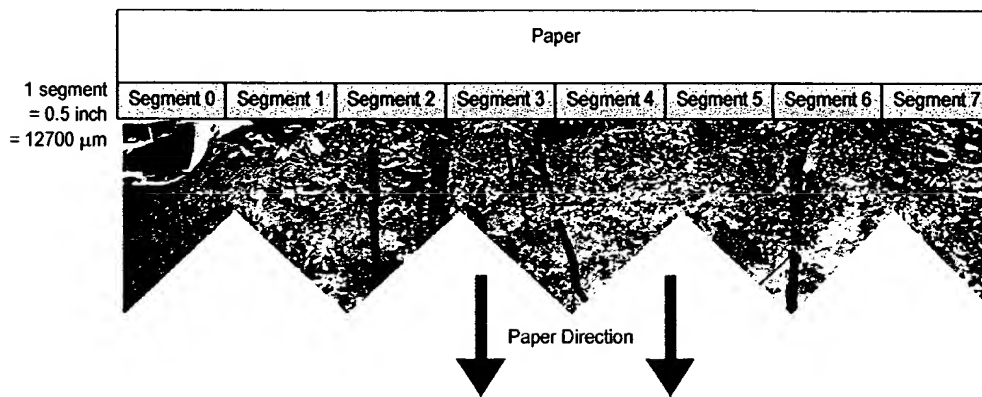 Paper
1 segment
= 0.5 inch
= 12700 µm
Segment 0 Segment 1 Segment 2 Segment 3 Segment 4 Segment 5 Segment 6 Segment 7
Paper Direction